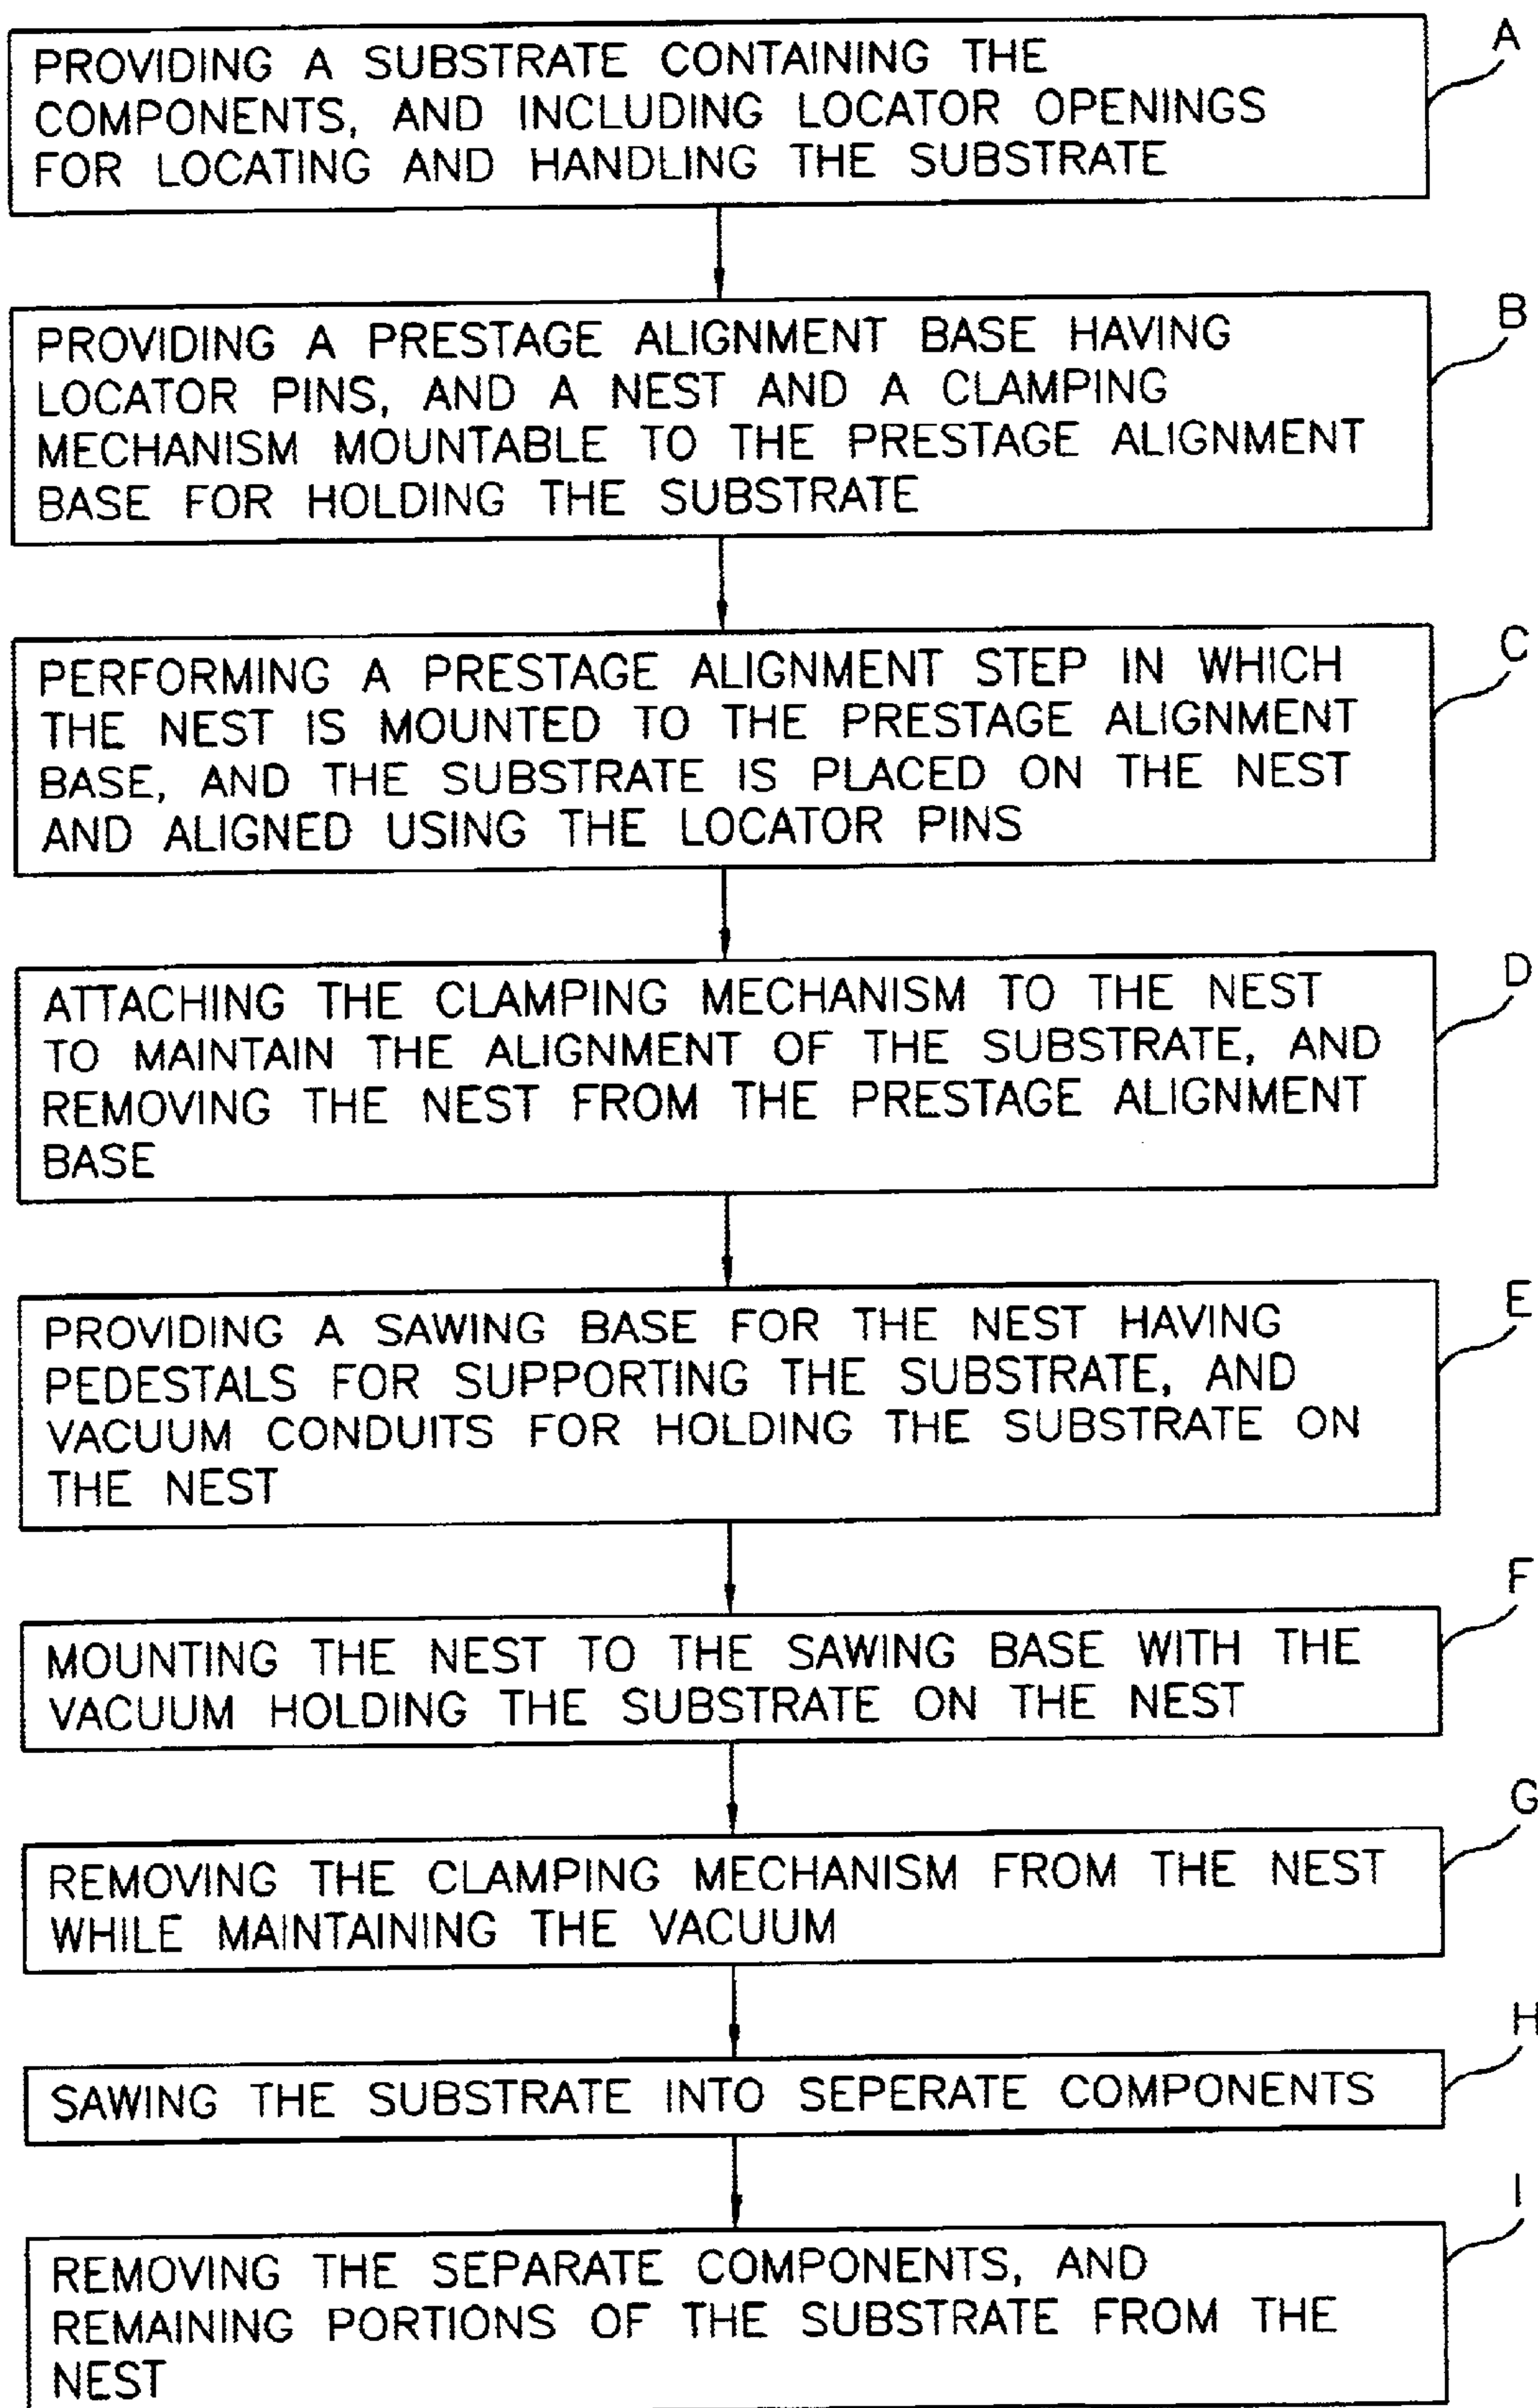 A
PROVIDING A SUBSTRATE CONTAINING THE
COMPONENTS, AND INCLUDING LOCATOR OPENINGS
FOR LOCATING AND HANDLING THE SUBSTRATE
B
PROVIDING A PRESTAGE ALIGNMENT BASE HAVING
LOCATOR PINS, AND A NEST AND A CLAMPING
MECHANISM MOUNTABLE TO THE PRESTAGE ALIGNMENT
BASE FOR HOLDING THE SUBSTRATE
C
PERFORMING A PRESTAGE ALIGNMENT STEP IN WHICH
THE NEST IS MOUNTED TO THE PRESTAGE ALIGNMENT
BASE, AND THE SUBSTRATE IS PLACED ON THE NEST
AND ALIGNED USING THE LOCATOR PINS
D
ATTACHING THE CLAMPING MECHANISM TO THE NEST
TO MAINTAIN THE ALIGNMENT OF THE SUBSTRATE, AND
REMOVING THE NEST FROM THE PRESTAGE ALIGNMENT
BASE
E
PROVIDING A SAWING BASE FOR THE NEST HAVING
PEDESTALS FOR SUPPORTING THE SUBSTRATE, AND
VACUUM CONDUITS FOR HOLDING THE SUBSTRATE ON
THE NEST
F
MOUNTING THE NEST TO THE SAWING BASE WITH THE
VACUUM HOLDING THE SUBSTRATE ON THE NEST
G
REMOVING THE CLAMPING MECHANISM FROM THE NEST
WHILE MAINTAINING THE VACUUM
H
SAWING THE SUBSTRATE INTO SEPERATE COMPONENTS
I
REMOVING THE SEPARATE COMPONENTS, AND
REMAINING PORTIONS OF THE SUBSTRATE FROM THE
NEST